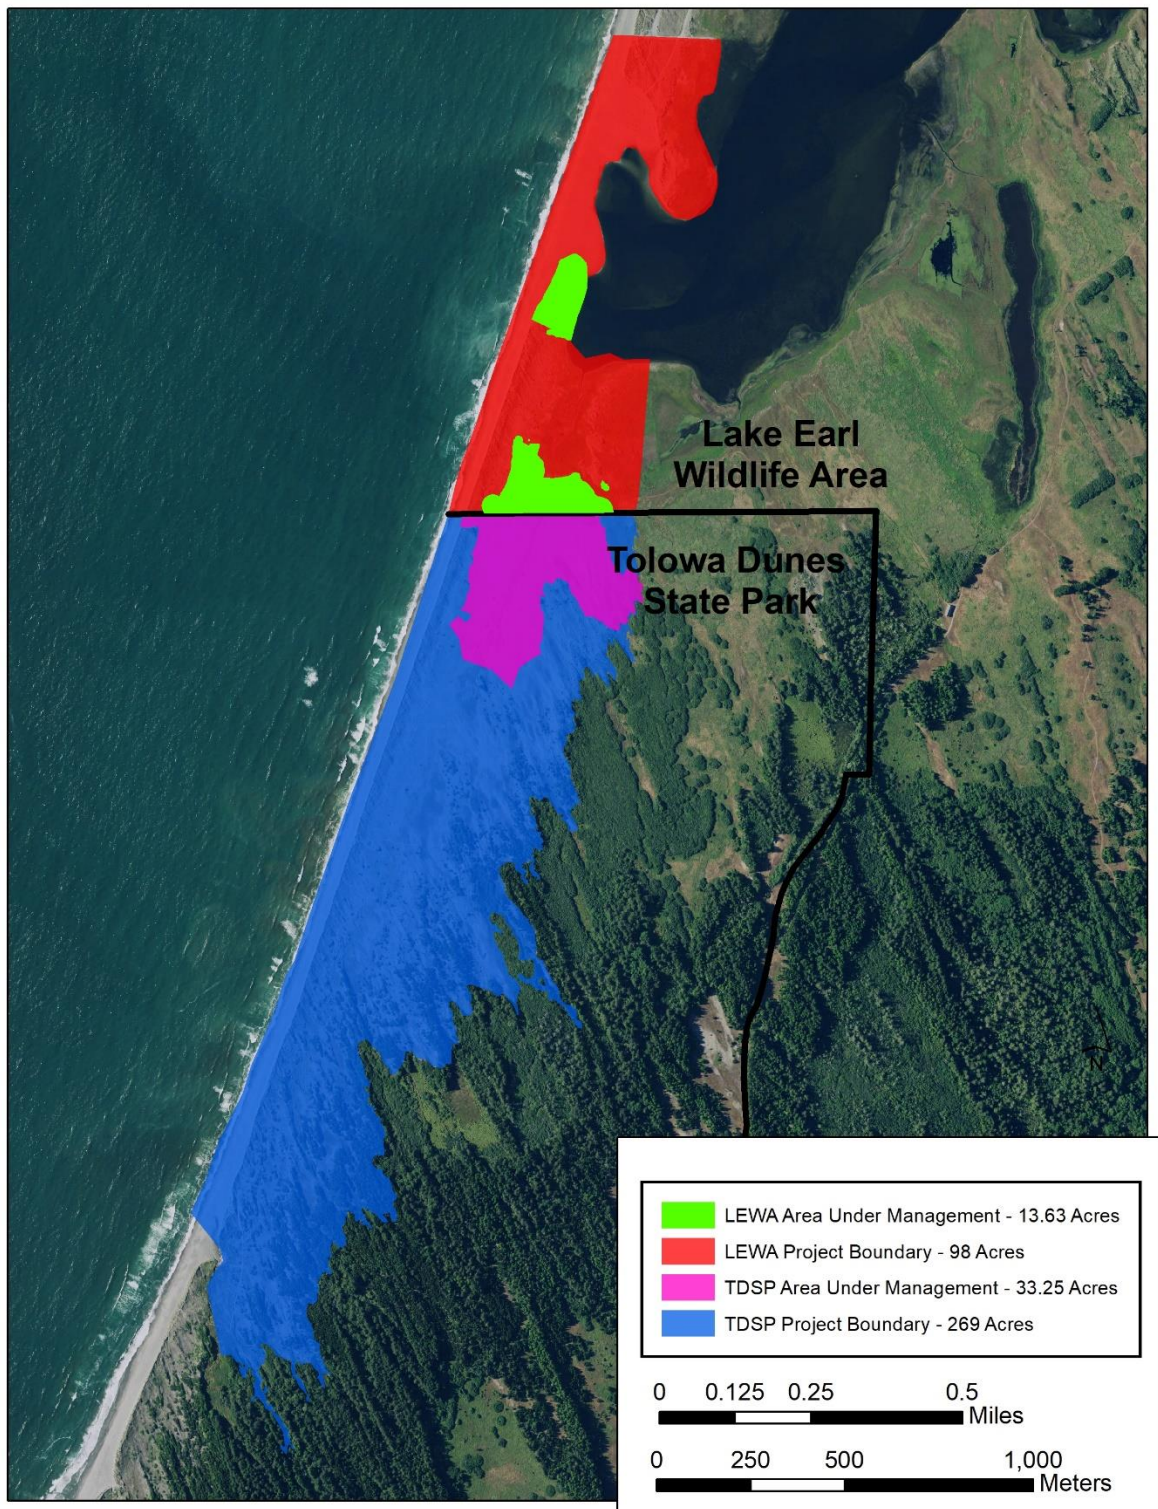 Lake Earl
Wildlife Area
Tolowa Dunes
State Park
N
LEWA Area Under Management - 13.63 Acres
LEWA Project Boundary - 98 Acres
TDSP Area Under Management - 33.25 Acres
TDSP Project Boundary - 269 Acres
0 0.125 0.25 0.5
Miles
0 250 500 1,000
Meters